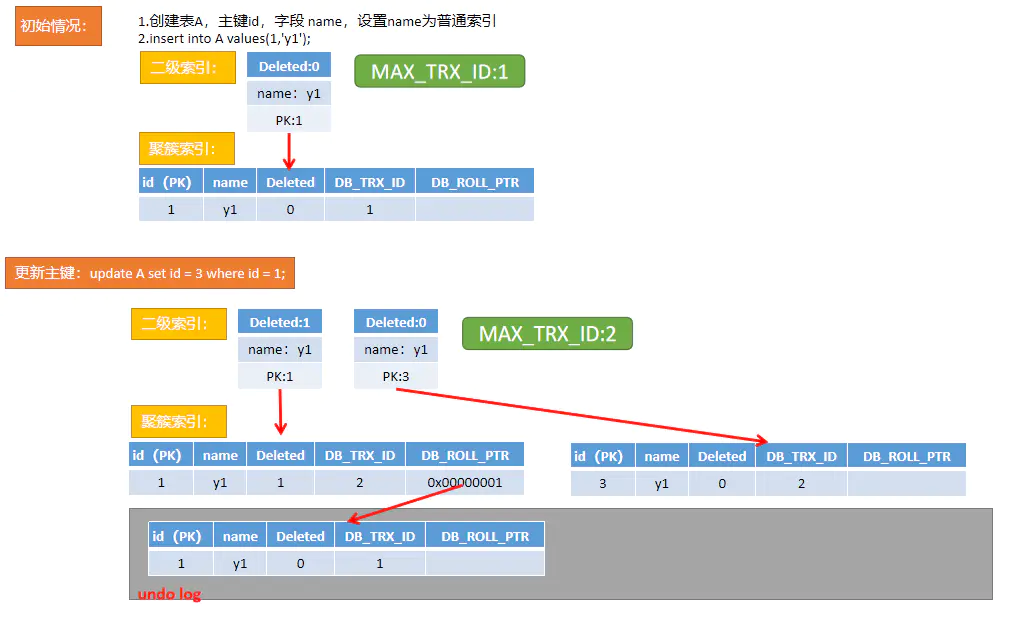 初始情况：
1.创建表A，主键id，字段 name，设置name为普通索引
2.insert into A values(1,'y1');
二级索引：
Deleted:0
name：y1
PK:1
MAX_TRX_ID:1
聚簇索引：
id（PK） name Deleted DB_TRX_ID DB_ROLL_PTR
1 y1 0 1
更新主键：update A set id = 3 where id = 1;
二级索引：
Deleted:1
name：y1
PK:1
Deleted:0
name：y1
PK:3
MAX_TRX_ID:2
聚簇索引：
id（PK） name Deleted DB_TRX_ID DB_ROLL_PTR
1 y1 1 2 0x00000001
id（PK） name Deleted DB_TRX_ID DB_ROLL_PTR
3 y1 0 2
id（PK） name Deleted DB_TRX_ID DB_ROLL_PTR
1 y1 0 1
undo log